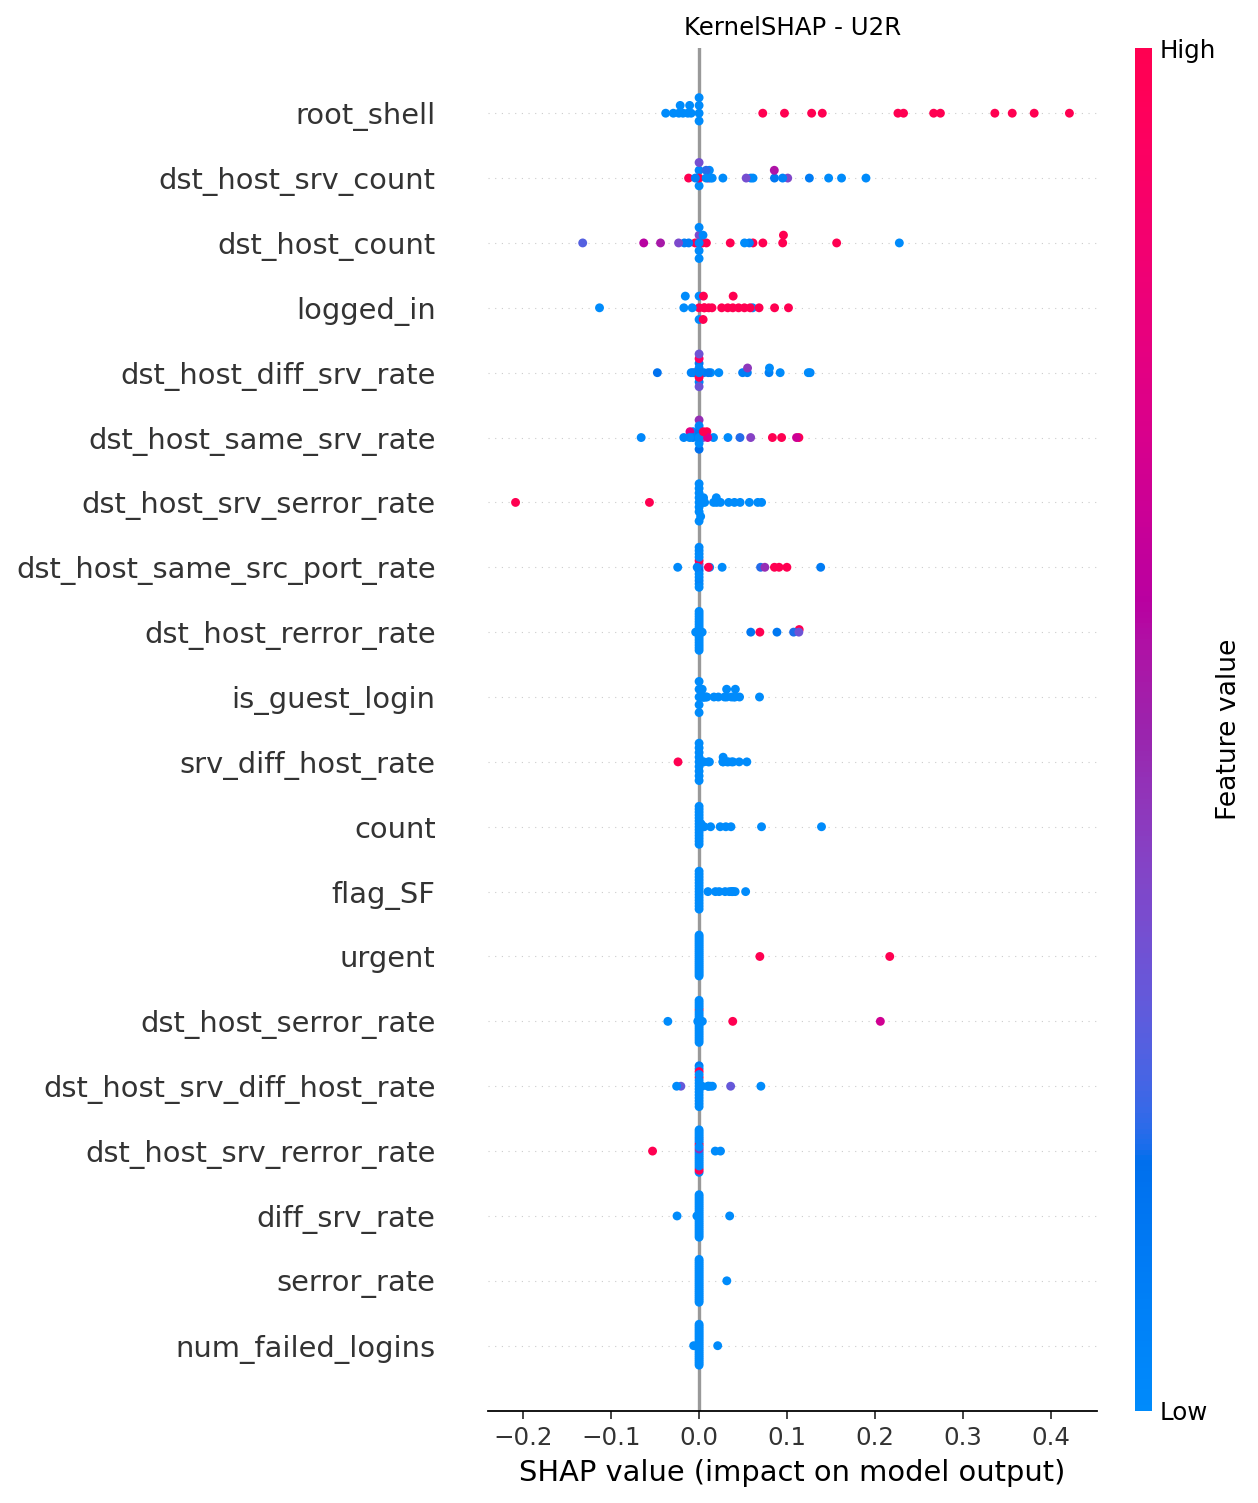 KernelSHAP - U2R
High
root_shell
dst_host_srv_count
dst_host_count
logged_in
dst_host_diff_srv_rate
dst_host_same_srv_rate
dst_host_srv_serror_rate
dst_host_same_src_port_rate
dst_host_rerror_rate
is_guest_login
srv_diff_host_rate
count
flag_SF
urgent
dst_host_serror_rate
dst_host_srv_diff_host_rate
dst_host_srv_rerror_rate
diff_srv_rate
serror_rate
num_failed_logins
Feature value
Low
−0.2 −0.1 0.0 0.1 0.2 0.3 0.4
SHAP value (impact on model output)